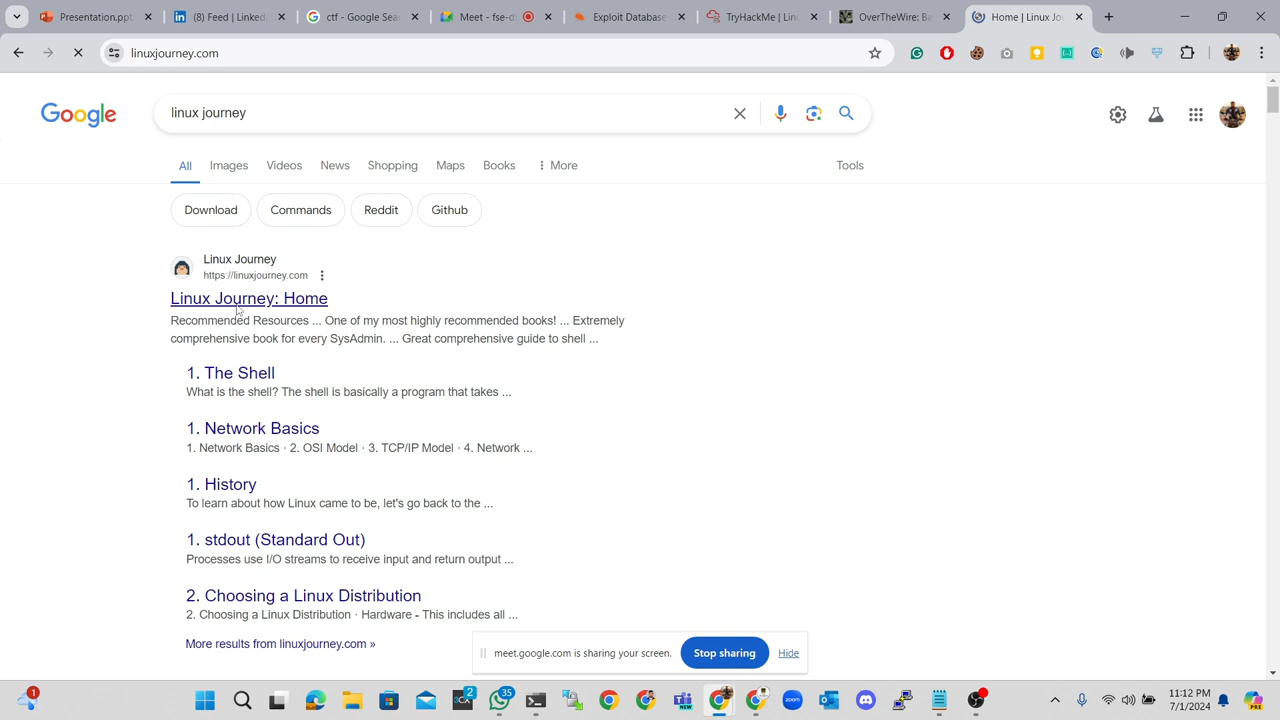 Presentation.ppt
(8) Feed | Linked
ctf - Google Sea
Meet - fse-d
Exploit Database
TryHackMe | Lin
OverTheWire: Ba
Home | Linux Jo
linuxjourney.com
Google
linux journey
All
Images
Videos
News
Shopping
Maps
Books
More
Tools
Download
Commands
Reddit
Github
Linux Journey
https://linuxjourney.com
Linux Journey: Home
Recommended Resources ... One of my most highly recommended books! ... Extremely
comprehensive book for every SysAdmin. ... Great comprehensive guide to shell ...
1. The Shell
What is the shell? The shell is basically a program that takes ...
1. Network Basics
1. Network Basics · 2. OSI Model · 3. TCP/IP Model · 4. Network ...
1. History
To learn about how Linux came to be, let's go back to the ...
1. stdout (Standard Out)
Processes use I/O streams to receive input and return output ...
2. Choosing a Linux Distribution
2. Choosing a Linux Distribution · Hardware - This includes all ...
More results from linuxjourney.com »
meet.google.com is sharing your screen.
Stop sharing
Hide
1
2
35
NEW
zoom
11:12 PM
7/1/2024
PRE